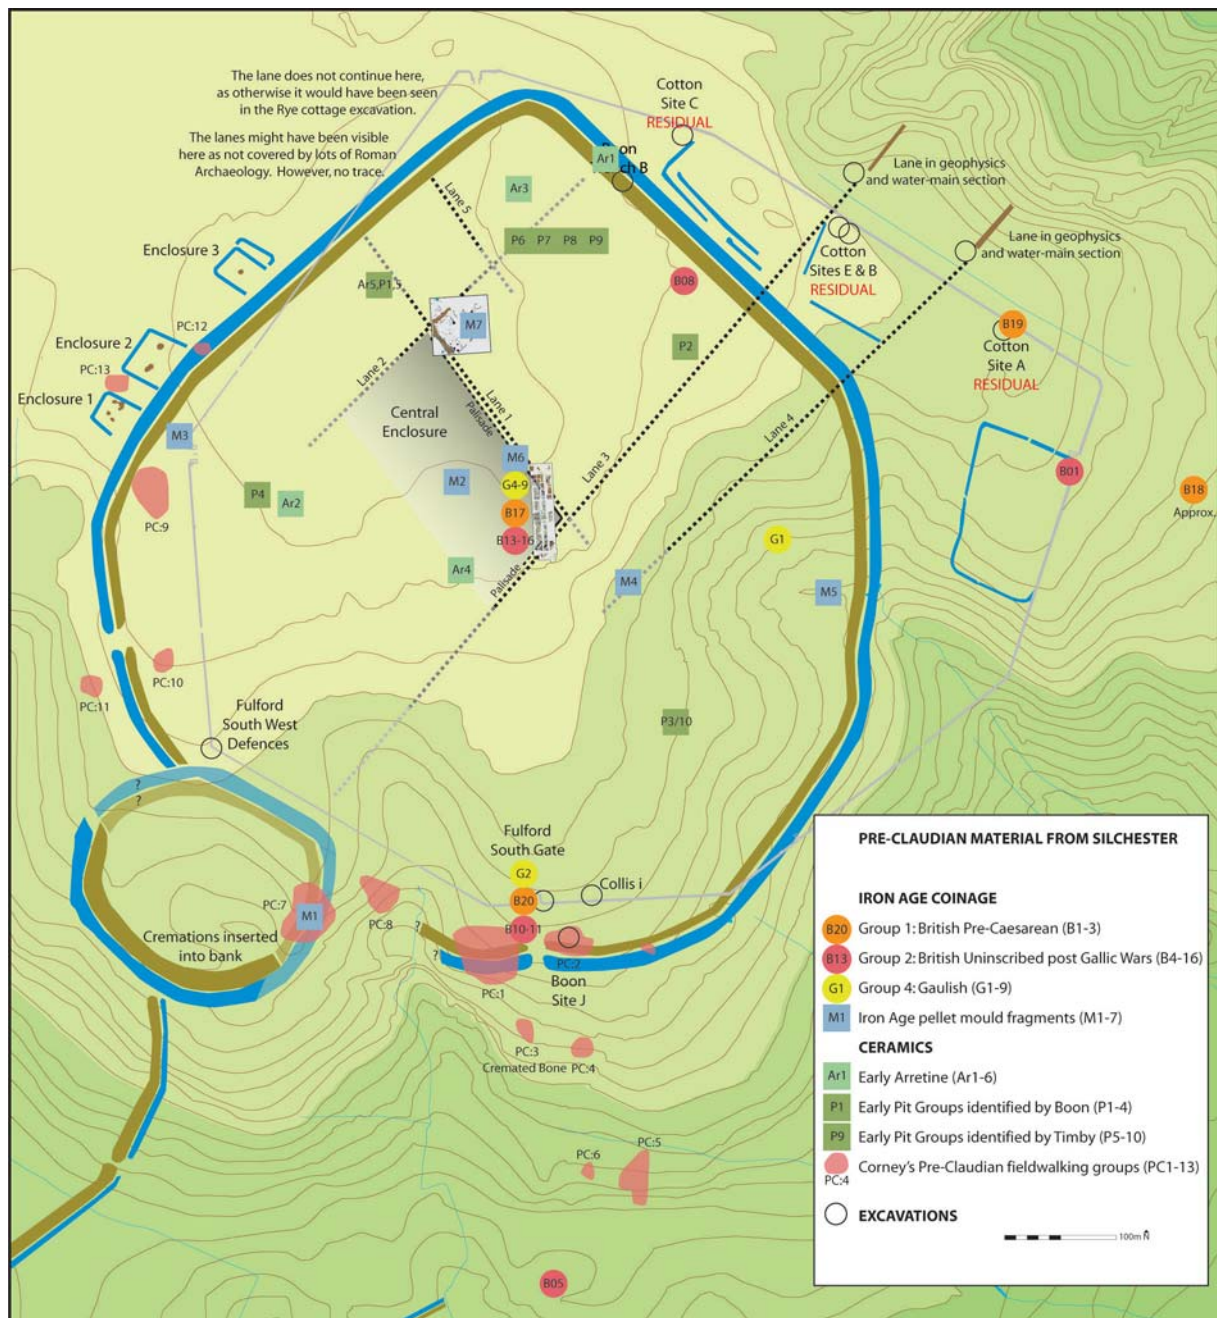 The lane does not continue here,
as otherwise it would have been seen
in the Rye cottage excavation.
The lanes might have been visible
here as not covered by lots of Roman
Archaeology. However, no trace.
Cotton
Site C
RESIDUAL
Ar1
Ar3
Lane 5
P6 P7 P8 P9
Lane in geophysics
and water-main section
Lane in geophysics
and water-main section
Cotton
Sites E & B
RESIDUAL
Enclosure 3
B08
B19
Cotton
Site A
RESIDUAL
M7
P2
PC:12
Enclosure 2
PC:13
Enclosure 1
Lane 2
Lane 1
Palisade
Central
Enclosure
Lane 4
Lane 3
M3
M6
M2
G4-9
B17
B13-16
P4
Ar2
PC:9
B01
B18
Approx.
G1
Ar4
Palisade
M4
M5
PC:10
PC:11
Fulford
South West
Defences
P3/10
?
?
Fulford
South Gate
G2
B20
B10-11
Collis i
PC:7
M1
PC:8
?
?
Cremations inserted
into bank
PC:2
Boon
Site J
PC:1
PC:3
Cremated Bone
PC:4
PC:5
PC:6
B05
PRE-CLAUDIAN MATERIAL FROM SILCHESTER
IRON AGE COINAGE
B20 Group 1: British Pre-Caesarean (B1-3)
B13 Group 2: British Uninscribed post Gallic Wars (B4-16)
G1 Group 4: Gaulish (G1-9)
M1 Iron Age pellet mould fragments (M1-7)
CERAMICS
Ar1 Early Arretine (Ar1-6)
P1 Early Pit Groups identified by Boon (P1-4)
P9 Early Pit Groups identified by Timby (P5-10)
PC:4 Corney's Pre-Claudian fieldwalking groups (PC1-13)
EXCAVATIONS
100m N